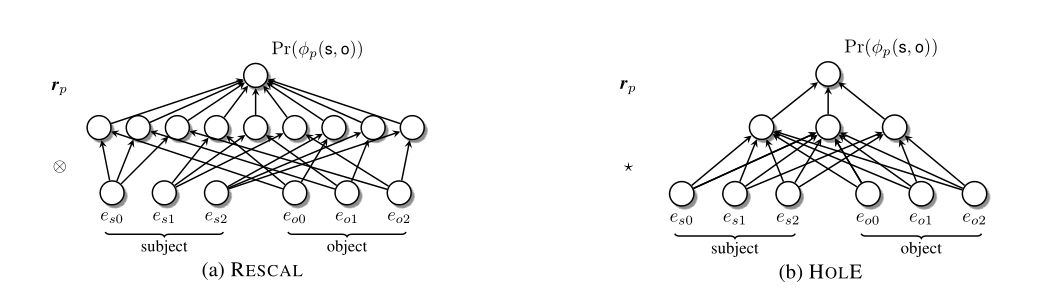 Pr(ϕₚ(s, o))
rₚ
⊗
eₛ₀ eₛ₁ eₛ₂ eₒ₀ eₒ₁ eₒ₂
subject object
(a) RESCAL
Pr(ϕₚ(s, o))
rₚ
⋆
eₛ₀ eₛ₁ eₛ₂ eₒ₀ eₒ₁ eₒ₂
subject object
(b) HOLE